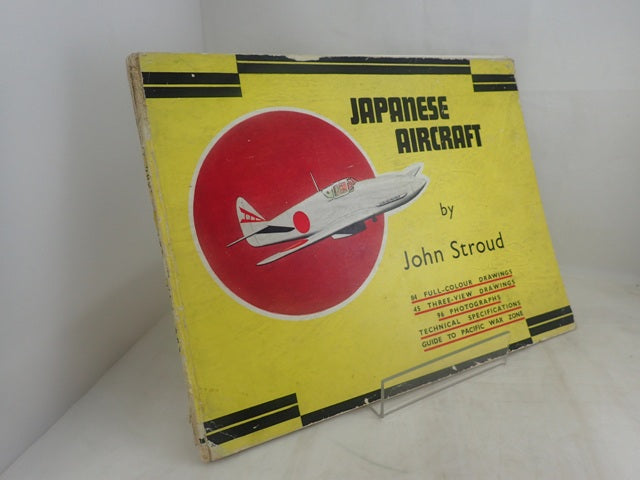 JAPANESE
AIRCRAFT
by
John Stroud
84 FULL-COLOUR DRAWINGS
45 THREE-VIEW DRAWINGS
96 PHOTOGRAPHS
TECHNICAL SPECIFICATIONS
GUIDE TO PACIFIC WAR ZONE